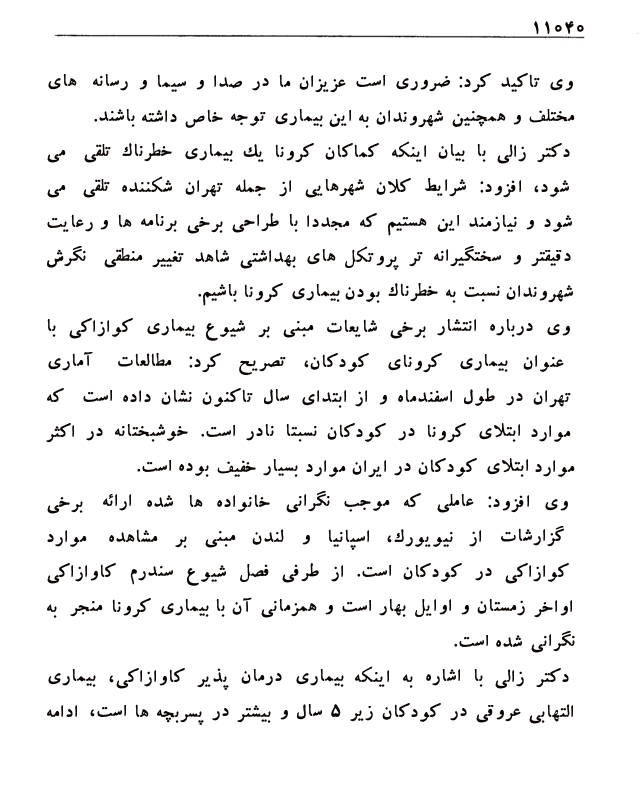 ۱۱۰۴۰
وی تاکید کرد: ضروری است عزیزان ما در صدا و سیما و رسانه های
مختلف و همچنین شهروندان به این بیماری توجه خاص داشته باشند.
دکتر زالی با بیان اینکه کماکان کرونا یك بیماری خطرناك تلقی می
شود، افزود: شرایط کلان شهرهایی از جمله تهران شکننده تلقی می
شود و نیازمند این هستیم که مجددا با طراحی برخی برنامه ها و رعایت
دقیقتر و سختگیرانه تر پروتکل های بهداشتی شاهد تغییر منطقی نگرش
شهروندان نسبت به خطرناك بودن بیماری کرونا باشیم.
وی درباره انتشار برخی شایعات مبنی بر شیوع بیماری کوازاکی با
عنوان بیماری کرونای کودکان، تصریح کرد: مطالعات آماری
تهران در طول اسفندماه و از ابتدای سال تاکنون نشان داده است که
موارد ابتلای کرونا در کودکان نسبتا نادر است. خوشبختانه در اکثر
موارد ابتلای کودکان در ایران موارد بسیار خفیف بوده است.
وی افزود: عاملی که موجب نگرانی خانواده ها شده ارائه برخی
گزارشات از نیویورك، اسپانیا و لندن مبنی بر مشاهده موارد
کوازاکی در کودکان است. از طرفی فصل شیوع سندرم کاوازاکی
اواخر زمستان و اوایل بهار است و همزمانی آن با بیماری کرونا منجر به
نگرانی شده است.
دکتر زالی با اشاره به اینکه بیماری درمان پذیر کاوازاکی، بیماری
التهابی عروقی در کودکان زیر ۵ سال و بیشتر در پسربچه ها است، ادامه